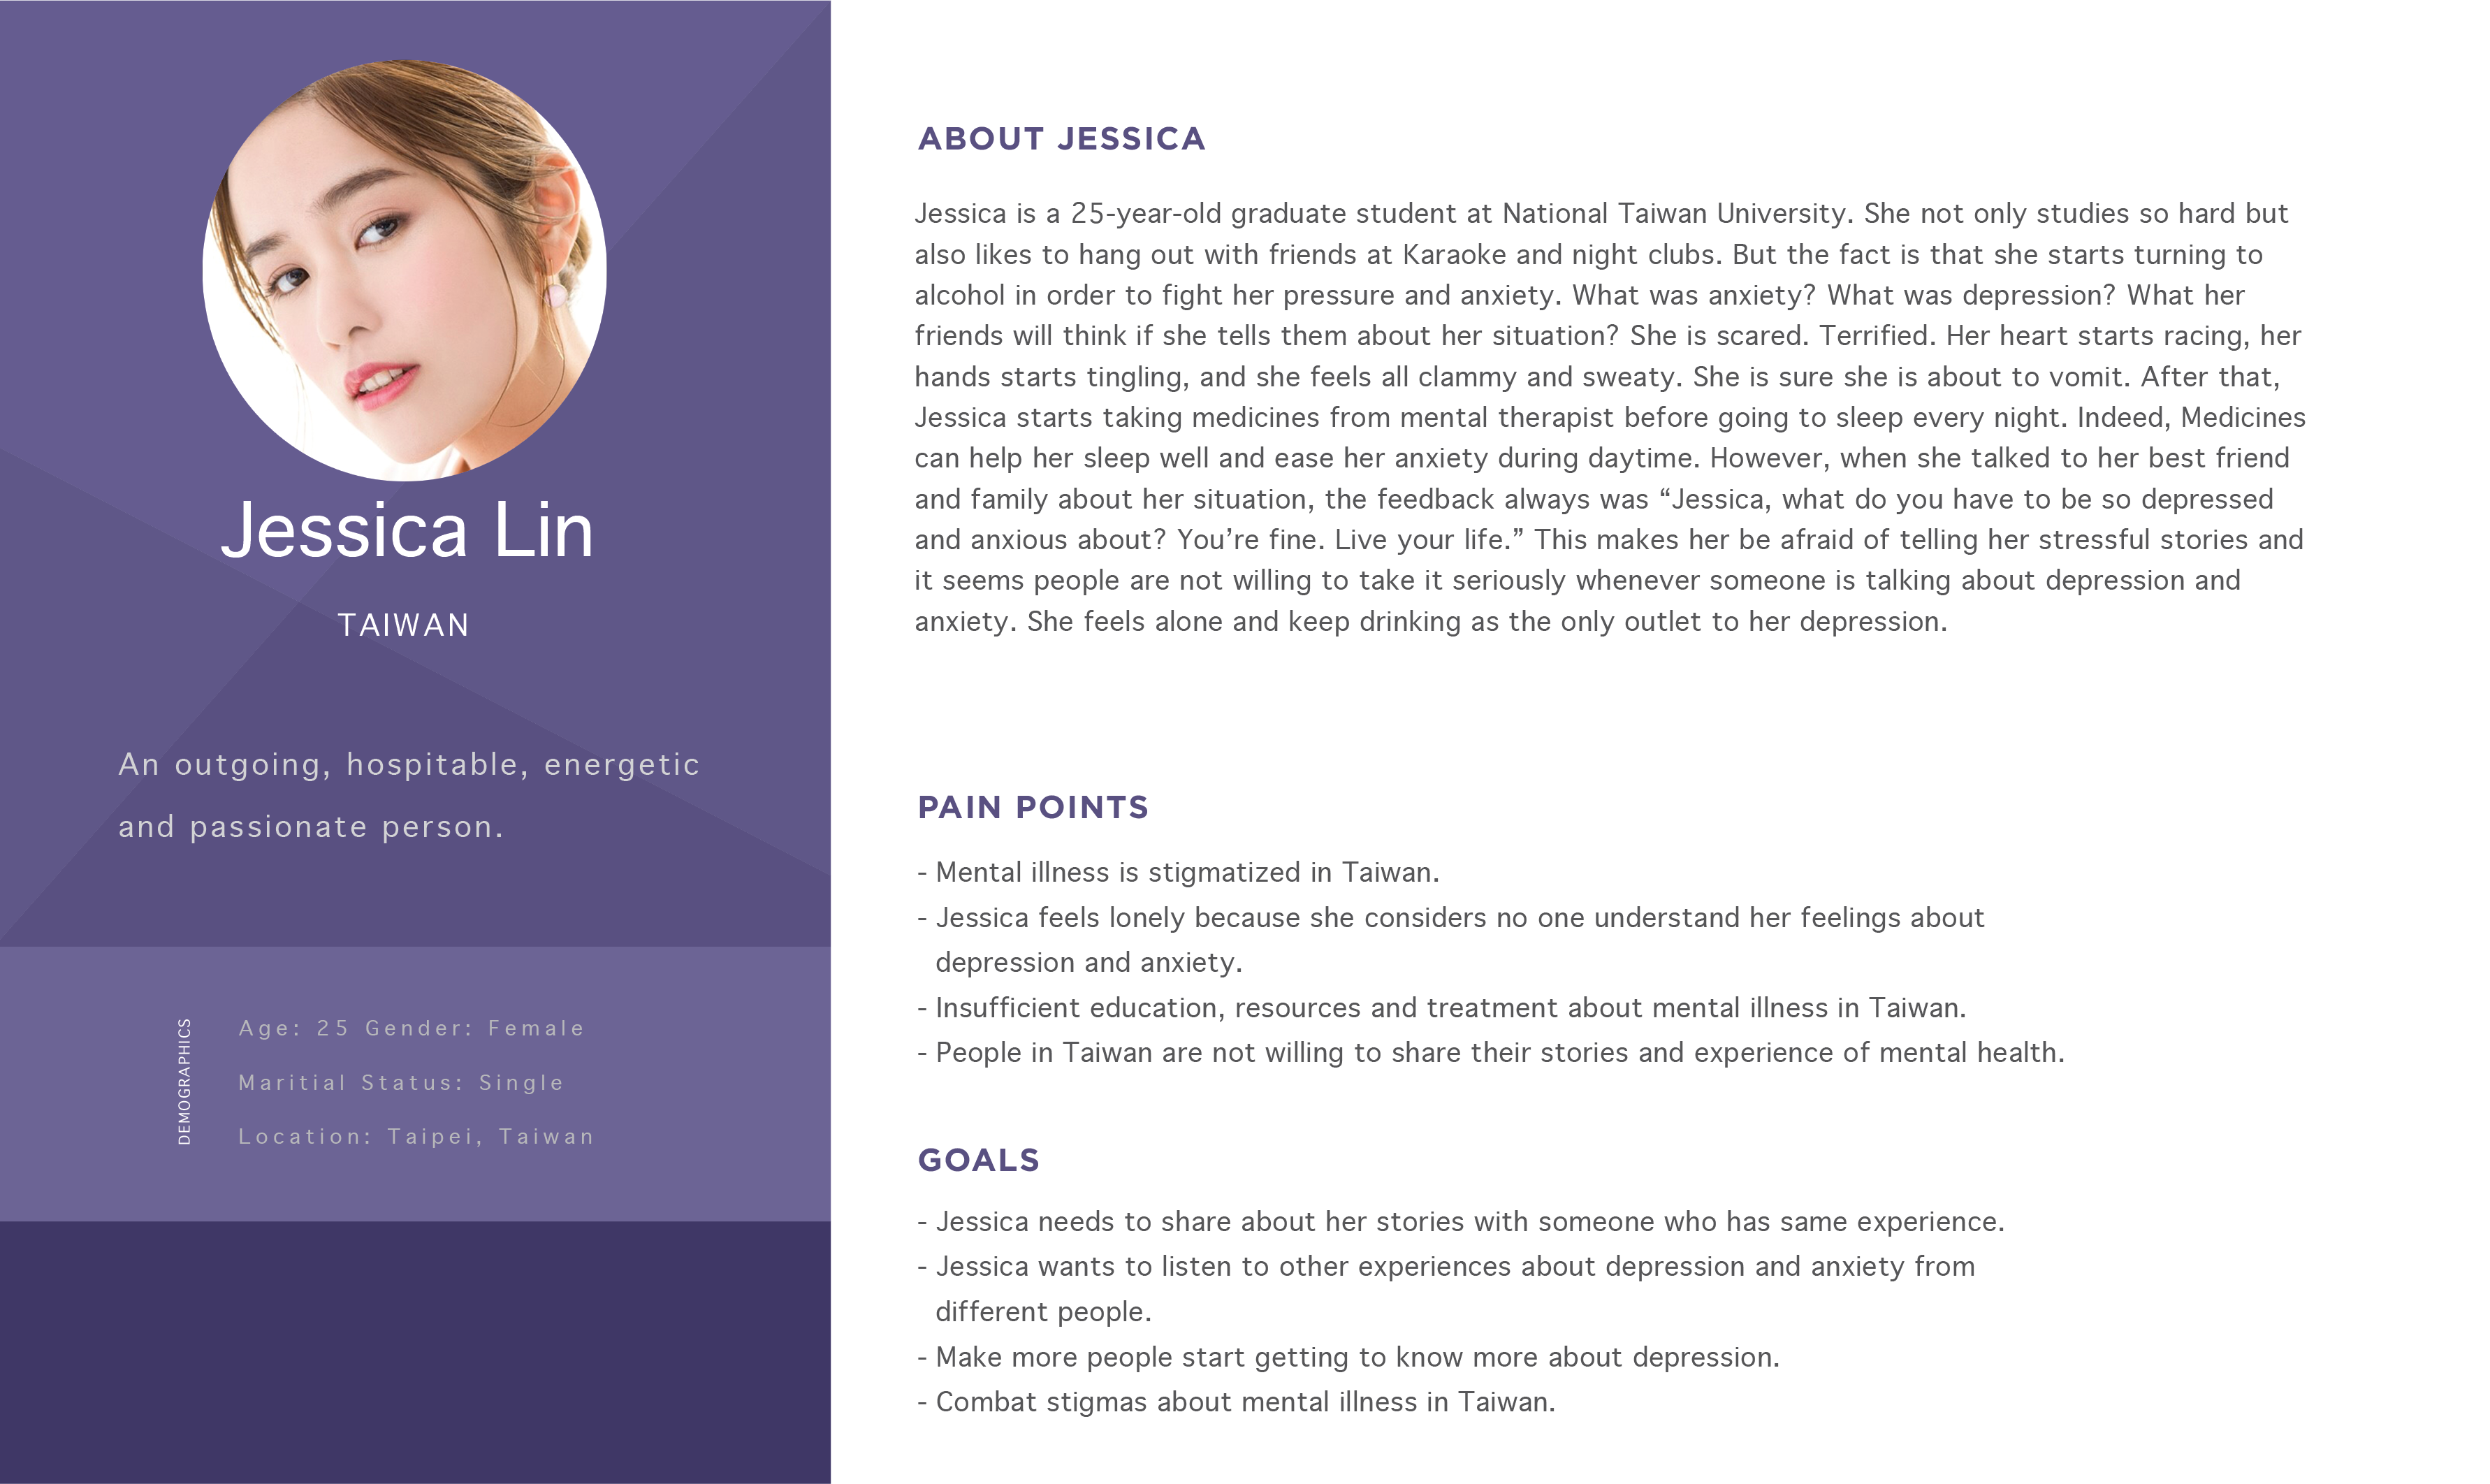 Jessica Lin
TAIWAN
An outgoing, hospitable, energetic
and passionate person.
DEMOGRAPHICS
Age: 25 Gender: Female
Maritial Status: Single
Location: Taipei, Taiwan
ABOUT JESSICA
Jessica is a 25-year-old graduate student at National Taiwan University. She not only studies so hard but
also likes to hang out with friends at Karaoke and night clubs. But the fact is that she starts turning to
alcohol in order to fight her pressure and anxiety. What was anxiety? What was depression? What her
friends will think if she tells them about her situation? She is scared. Terrified. Her heart starts racing, her
hands starts tingling, and she feels all clammy and sweaty. She is sure she is about to vomit. After that,
Jessica starts taking medicines from mental therapist before going to sleep every night. Indeed, Medicines
can help her sleep well and ease her anxiety during daytime. However, when she talked to her best friend
and family about her situation, the feedback always was “Jessica, what do you have to be so depressed
and anxious about? You’re fine. Live your life.” This makes her be afraid of telling her stressful stories and
it seems people are not willing to take it seriously whenever someone is talking about depression and
anxiety. She feels alone and keep drinking as the only outlet to her depression.
PAIN POINTS
- Mental illness is stigmatized in Taiwan.
- Jessica feels lonely because she considers no one understand her feelings about
depression and anxiety.
- Insufficient education, resources and treatment about mental illness in Taiwan.
- People in Taiwan are not willing to share their stories and experience of mental health.
GOALS
- Jessica needs to share about her stories with someone who has same experience.
- Jessica wants to listen to other experiences about depression and anxiety from
different people.
- Make more people start getting to know more about depression.
- Combat stigmas about mental illness in Taiwan.